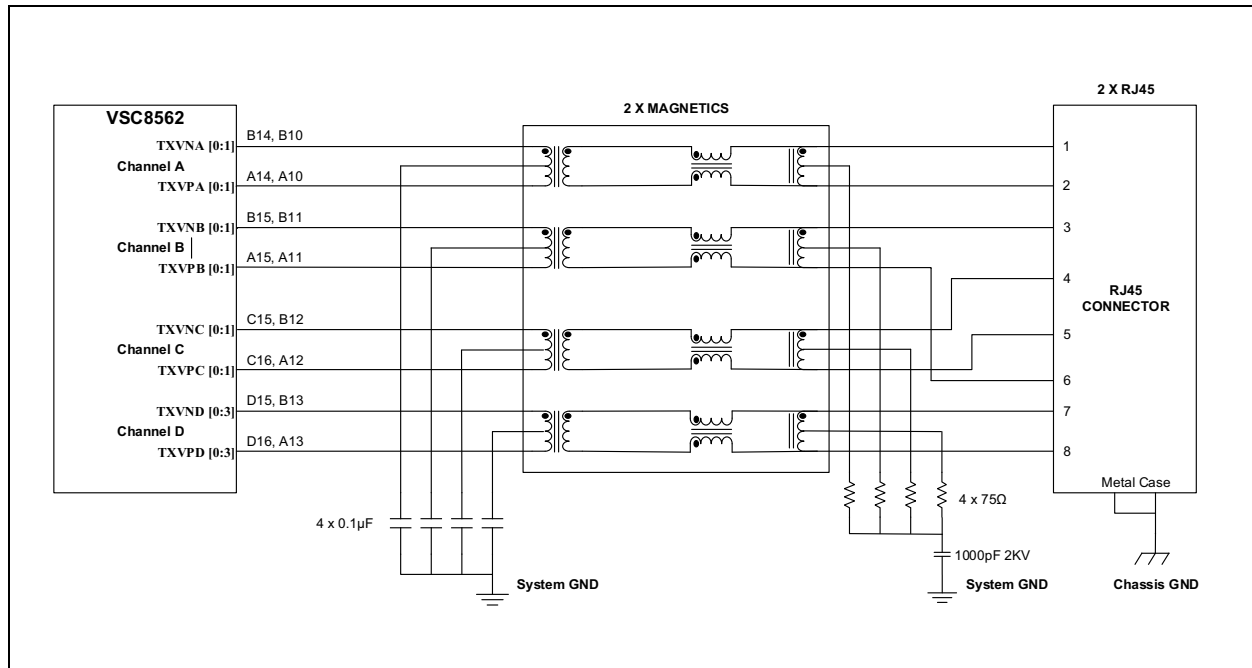 2 X RJ45
VSC8562
2 X MAGNETICS
B14, B10
TXVNA [0:1]
1
Channel A
A14, A10
TXVPA [0:1]
2
B15, B11
TXVNB [0:1]
3
Channel B
A15, A11
TXVPB [0:1]
4
RJ45
CONNECTOR
C15, B12
TXVNC [0:1]
5
Channel C
C16, A12
TXVPC [0:1]
6
D15, B13
TXVND [0:3]
7
Channel D
D16, A13
TXVPD [0:3]
8
Metal Case
4 x 75Ω
4 x 0.1µF
1000pF 2KV
System GND
System GND
Chassis GND